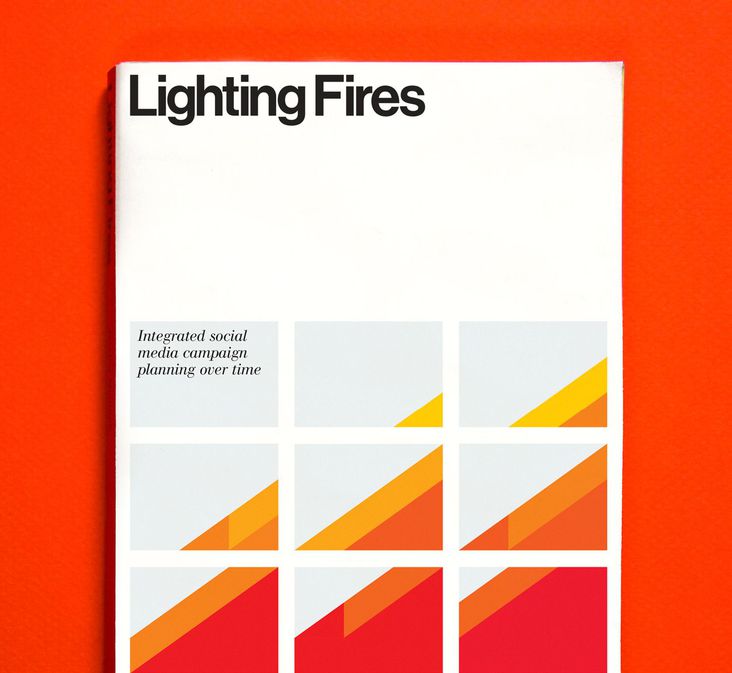 Lighting Fires
Integrated social
media campaign
planning over time